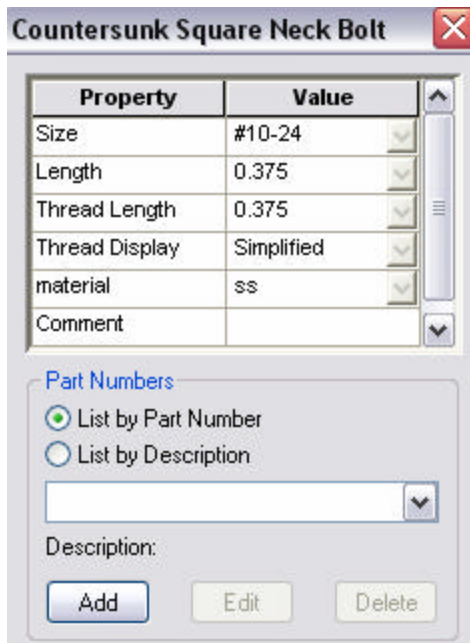 Countersunk Square Neck Bolt
Property Value
Size #10-24
Length 0.375
Thread Length 0.375
Thread Display Simplified
material ss
Comment
Part Numbers
List by Part Number
List by Description
Description:
Add Edit Delete